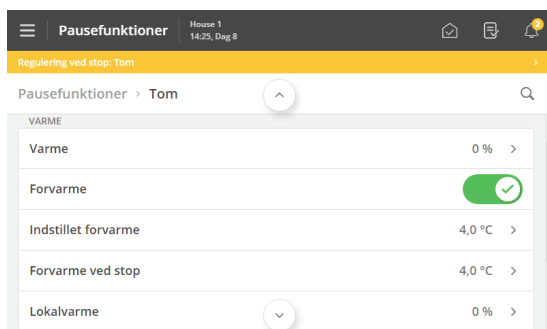 Pausefunktioner
House 1
14:25, Dag 8
2
Regulering ved stop: Tom
Pausefunktioner > Tom
VARME
Varme 0 %
Forvarme
Indstillet forvarme 4,0 °C
Forvarme ved stop 4,0 °C
Lokalvarme 0 %